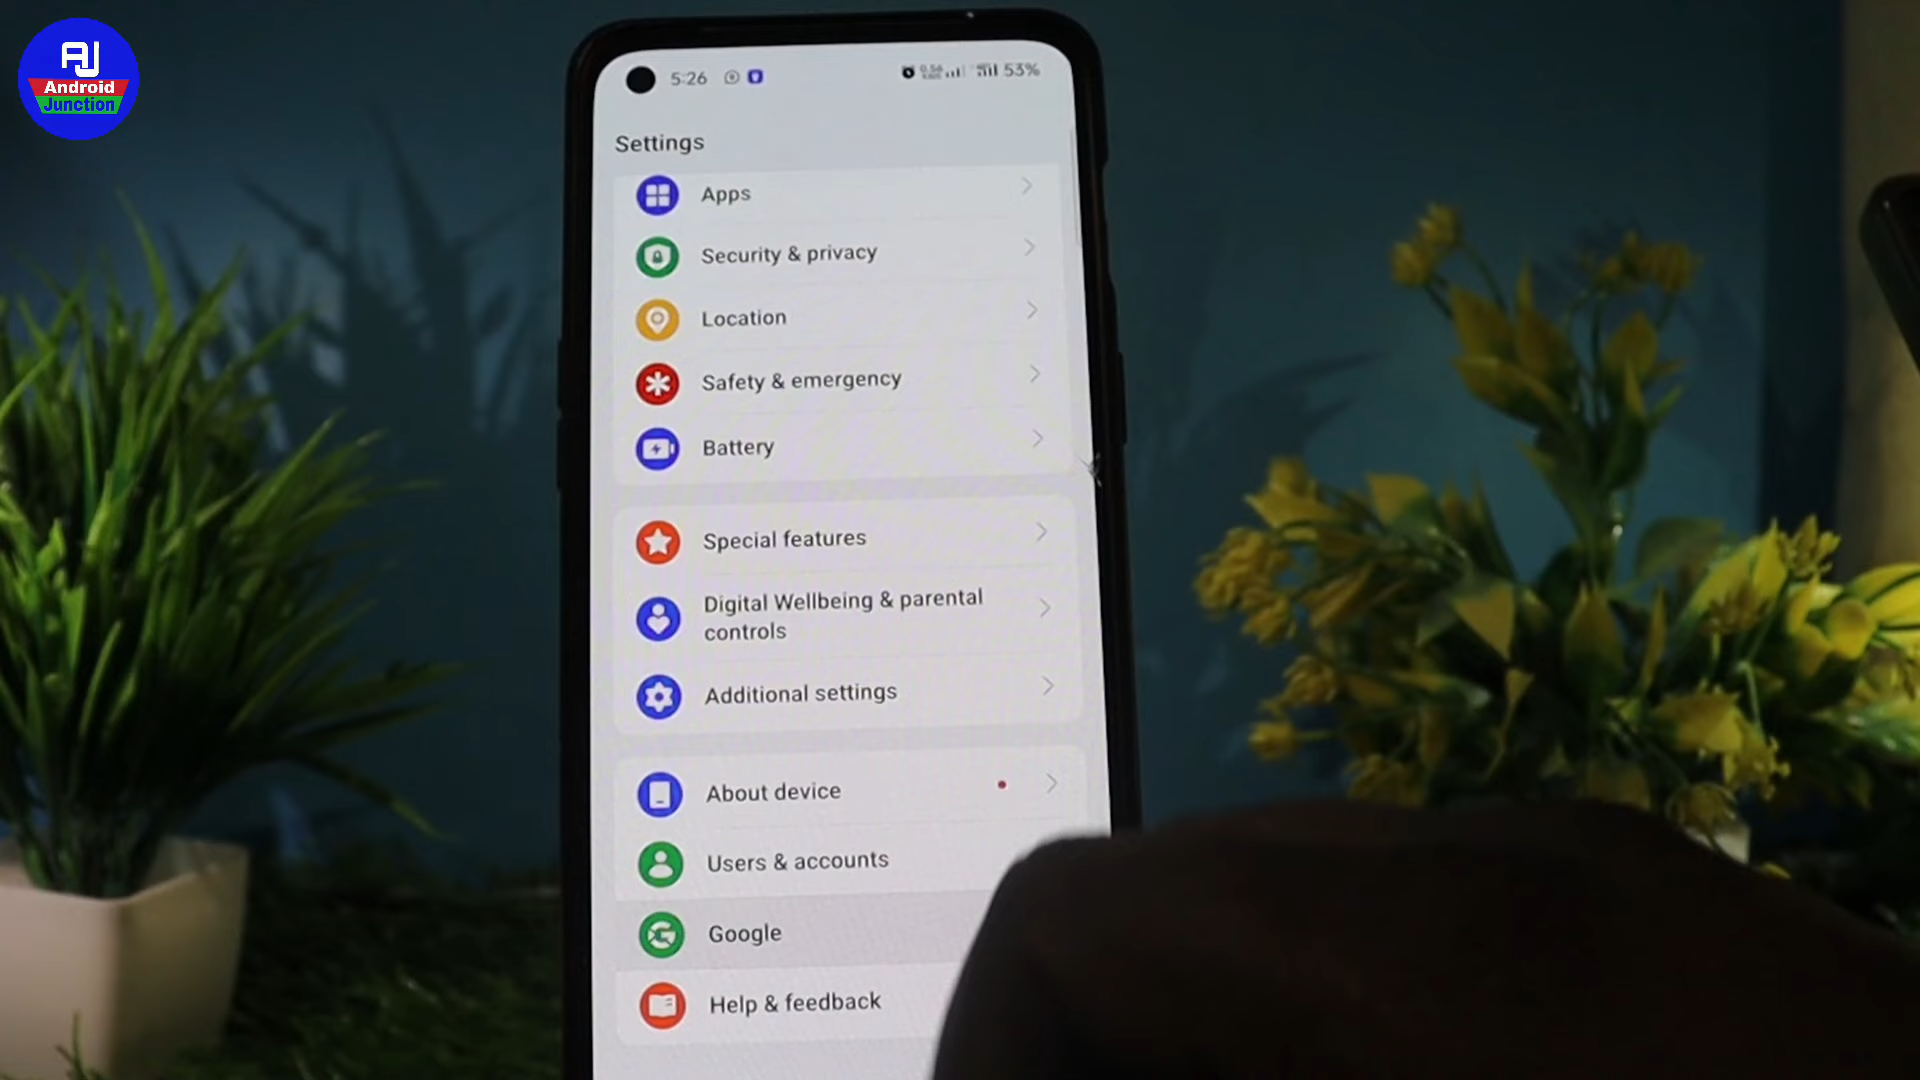 AJ
Android
Junction
5:26
53%
Settings
Apps
Security & privacy
Location
Safety & emergency
Battery
Special features
Digital Wellbeing & parental
controls
Additional settings
About device
Users & accounts
Google
Help & feedback